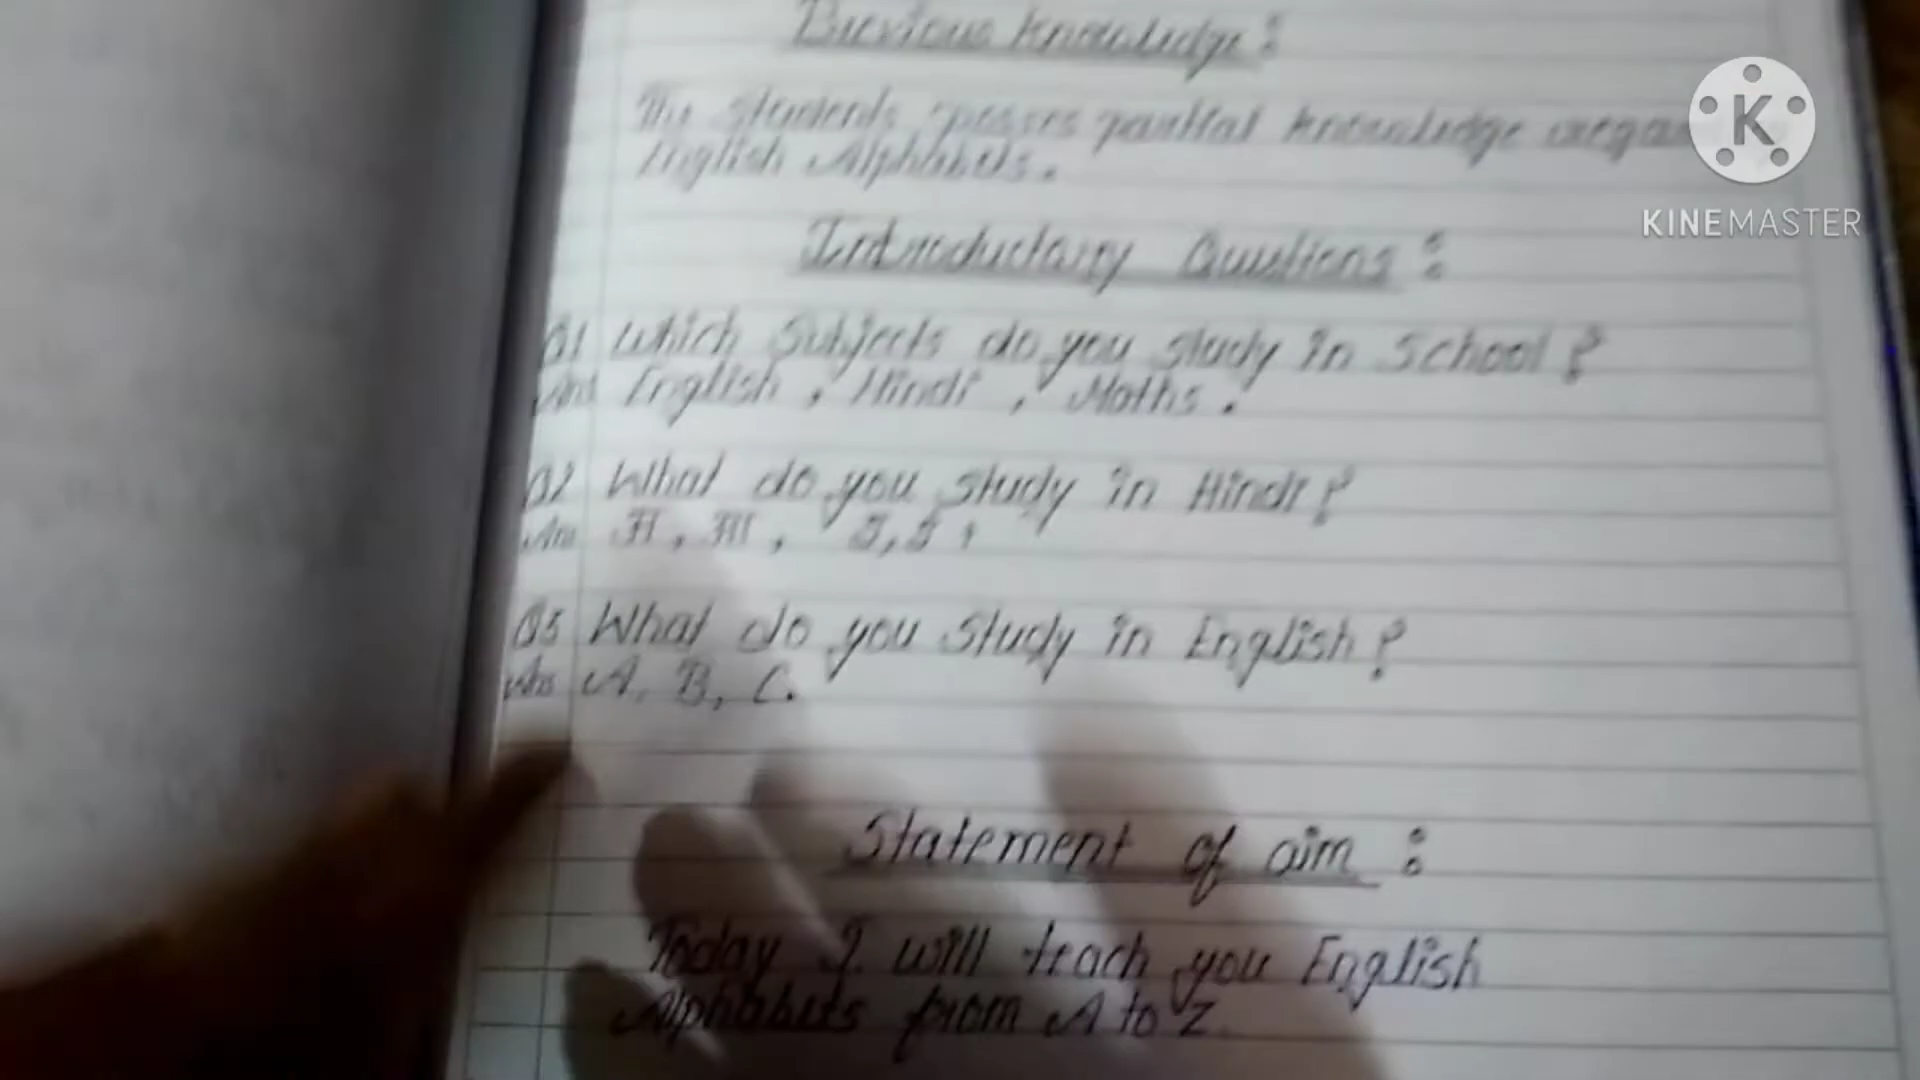 Previous knowledge :
The students posses partial knowledge
English Alphabets.
Introductory Questions :
Q1 Which Subjects do you study in School ?
Ans English , Hindi , Maths .
Q2 What do you study in Hindi ?
Ans अ , आ , इ , ई ।
Q3 What do you Study in English ?
Ans A, B, C.
Statement of aim :
Today I will teach you English
Alphabets from A to Z.
K
KINEMASTER